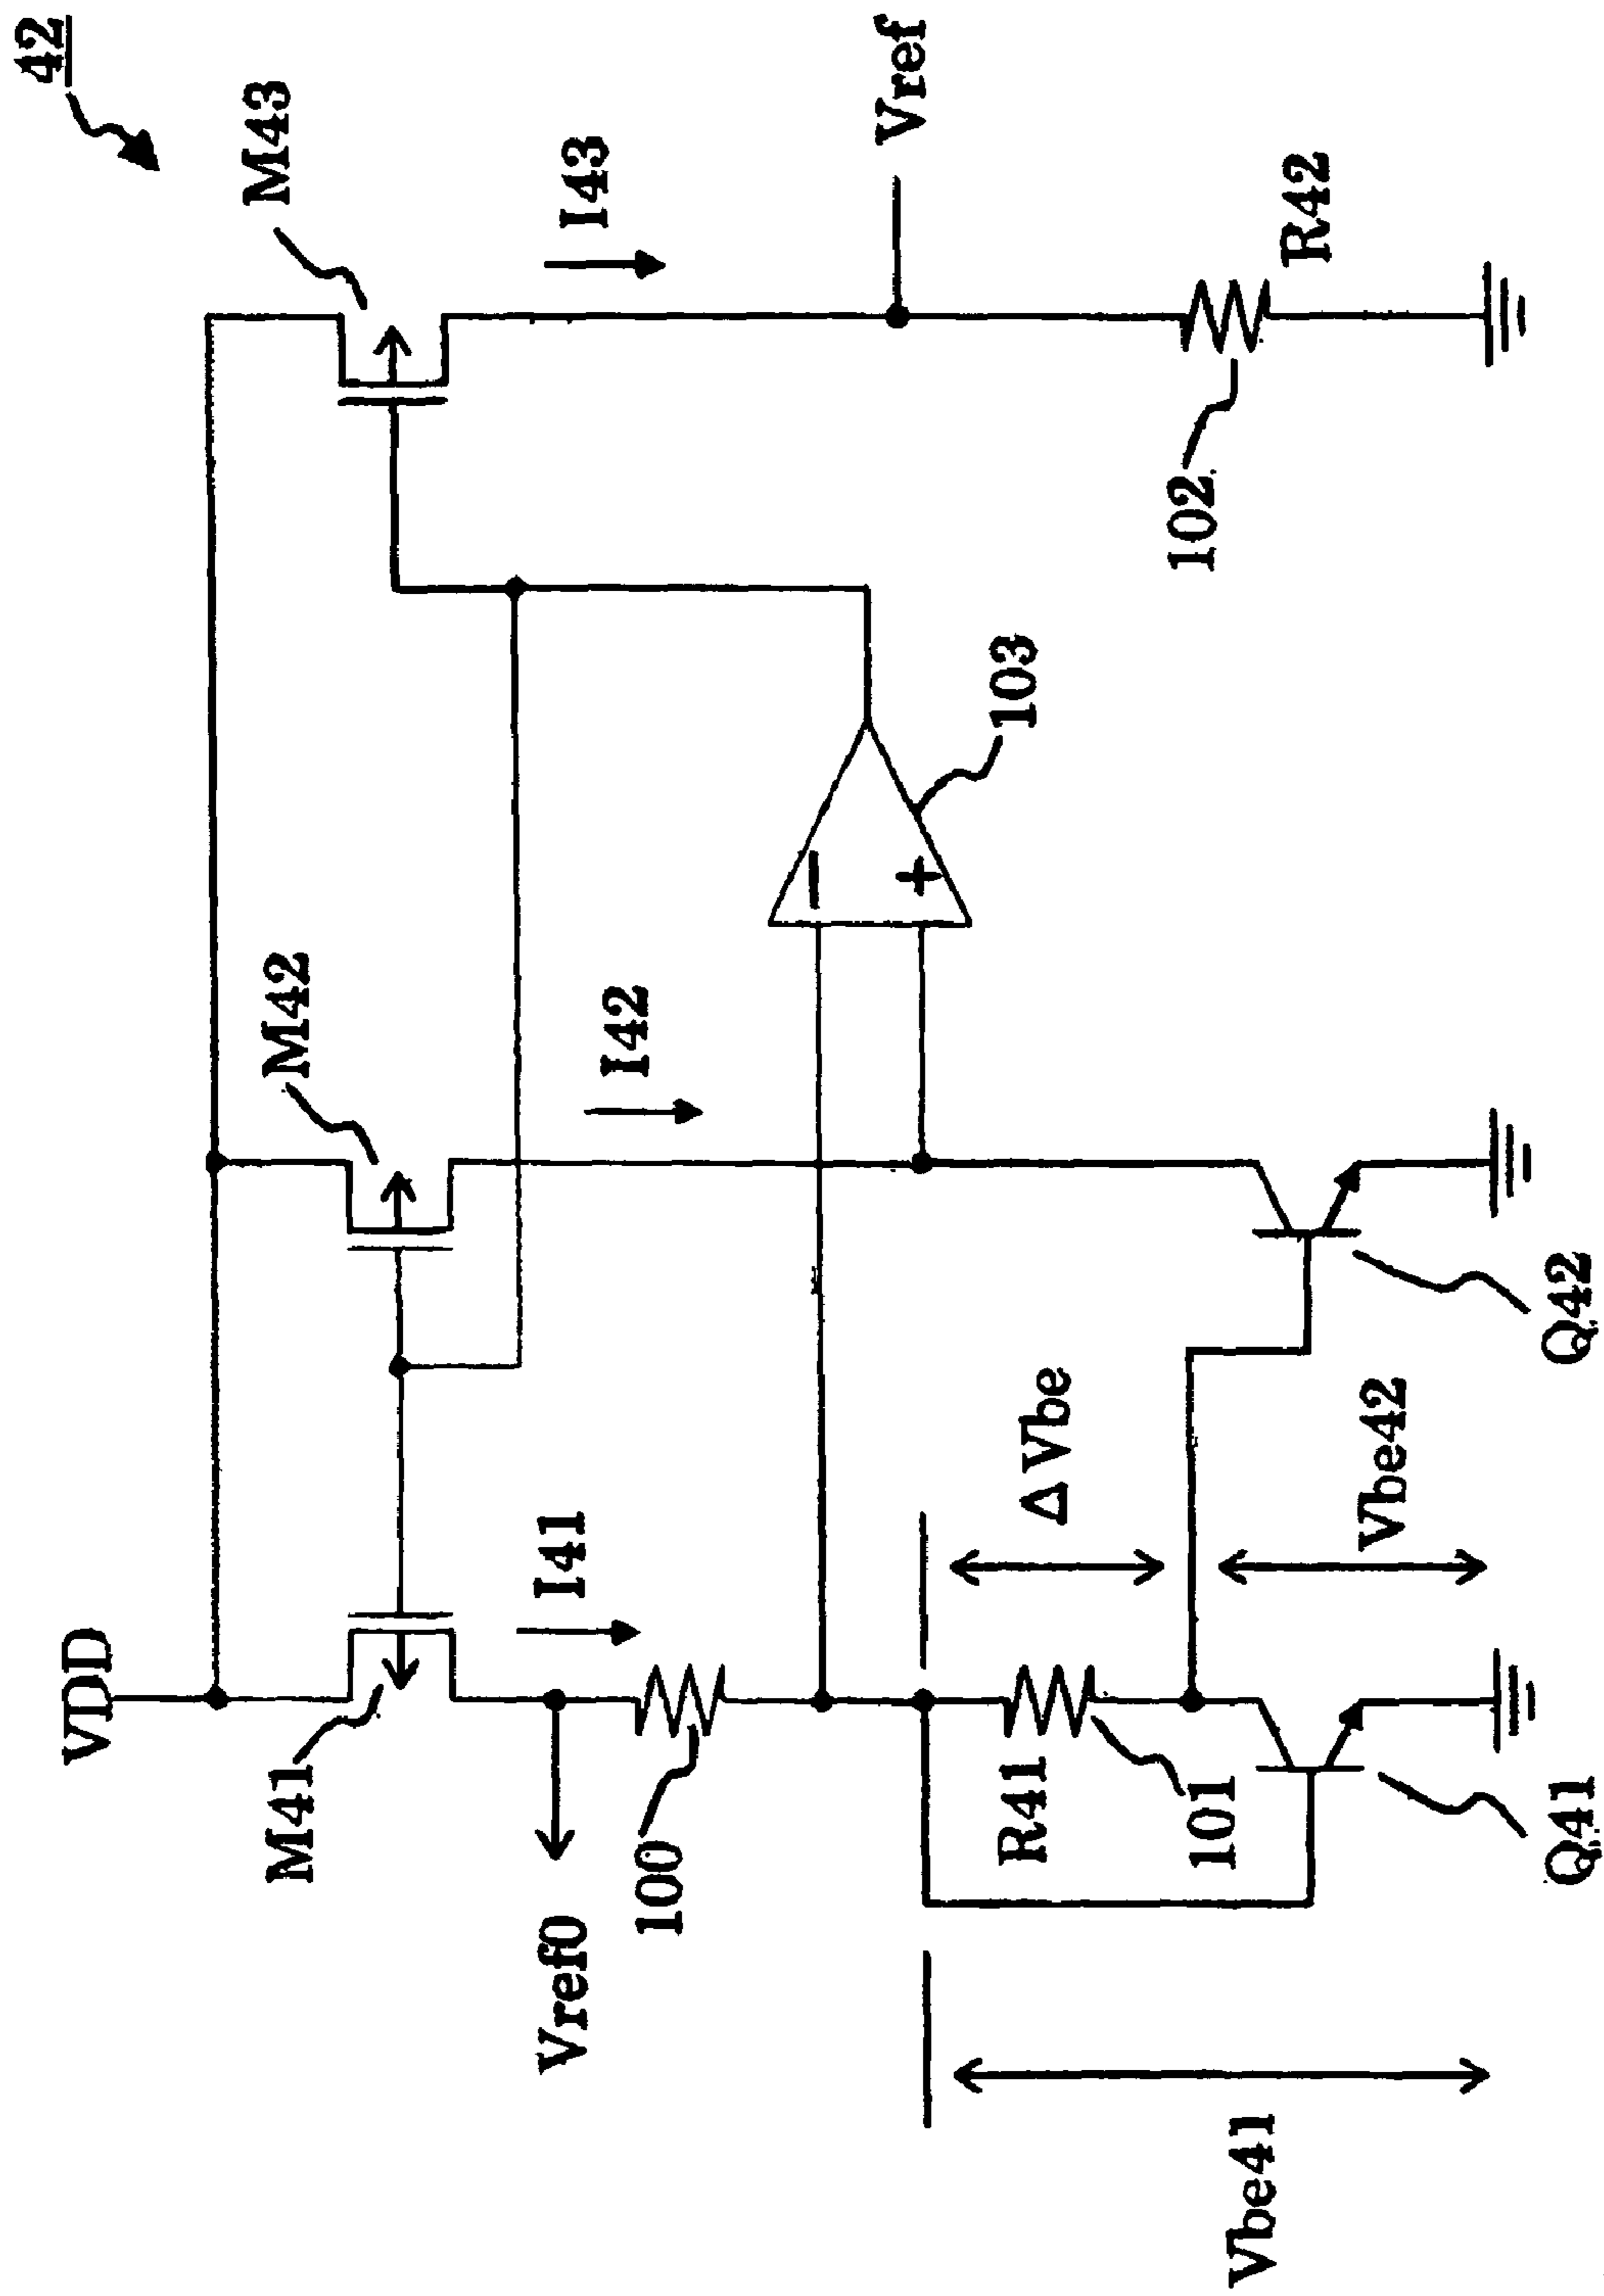 42
VDD
M41
M42
M43
I41
I42
I43
Vref0
Vref
100
103
R41
101
ΔVbe
102
R42
Vbe41
Vbe42
Q41
Q42
−
+